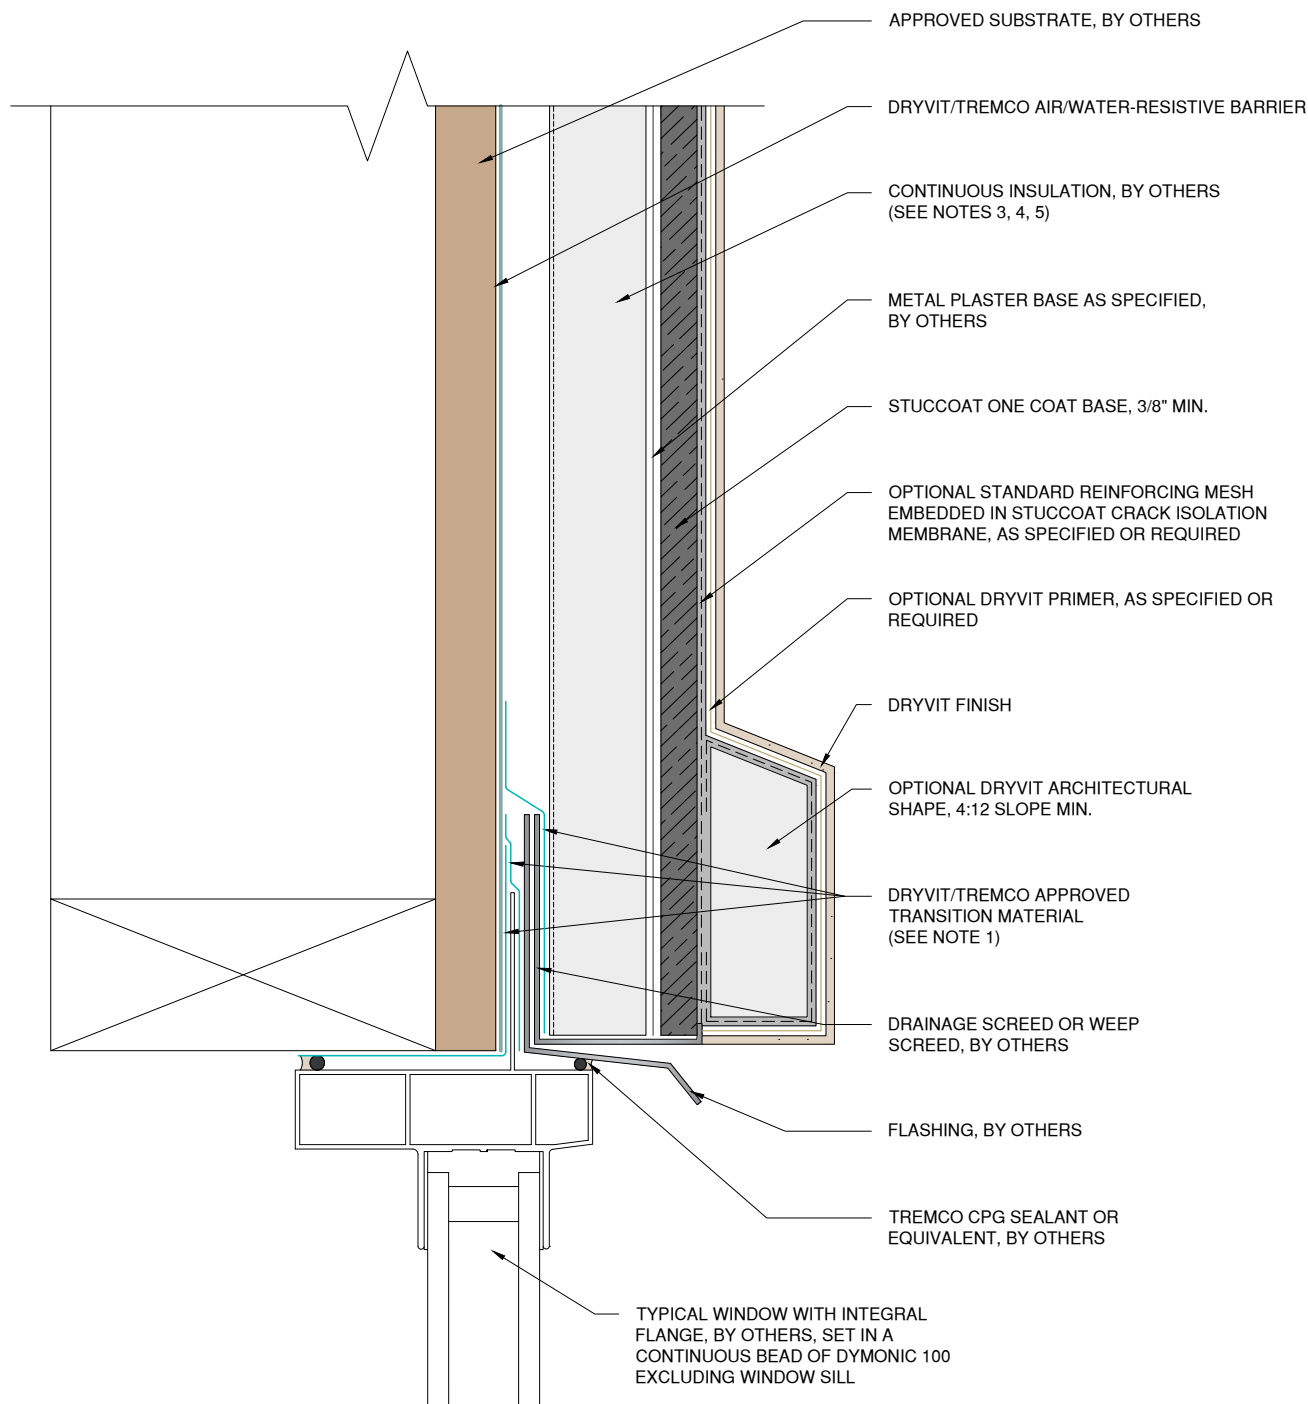 APPROVED SUBSTRATE, BY OTHERS
DRYVIT/TREMCO AIR/WATER-RESISTIVE BARRIER
CONTINUOUS INSULATION, BY OTHERS
(SEE NOTES 3, 4, 5)
METAL PLASTER BASE AS SPECIFIED,
BY OTHERS
STUCCOAT ONE COAT BASE, 3/8" MIN.
OPTIONAL STANDARD REINFORCING MESH
EMBEDDED IN STUCCOAT CRACK ISOLATION
MEMBRANE, AS SPECIFIED OR REQUIRED
OPTIONAL DRYVIT PRIMER, AS SPECIFIED OR
REQUIRED
DRYVIT FINISH
OPTIONAL DRYVIT ARCHITECTURAL
SHAPE, 4:12 SLOPE MIN.
DRYVIT/TREMCO APPROVED
TRANSITION MATERIAL
(SEE NOTE 1)
DRAINAGE SCREED OR WEEP
SCREED, BY OTHERS
FLASHING, BY OTHERS
TREMCO CPG SEALANT OR
EQUIVALENT, BY OTHERS
TYPICAL WINDOW WITH INTEGRAL
FLANGE, BY OTHERS, SET IN A
CONTINUOUS BEAD OF DYMONIC 100
EXCLUDING WINDOW SILL